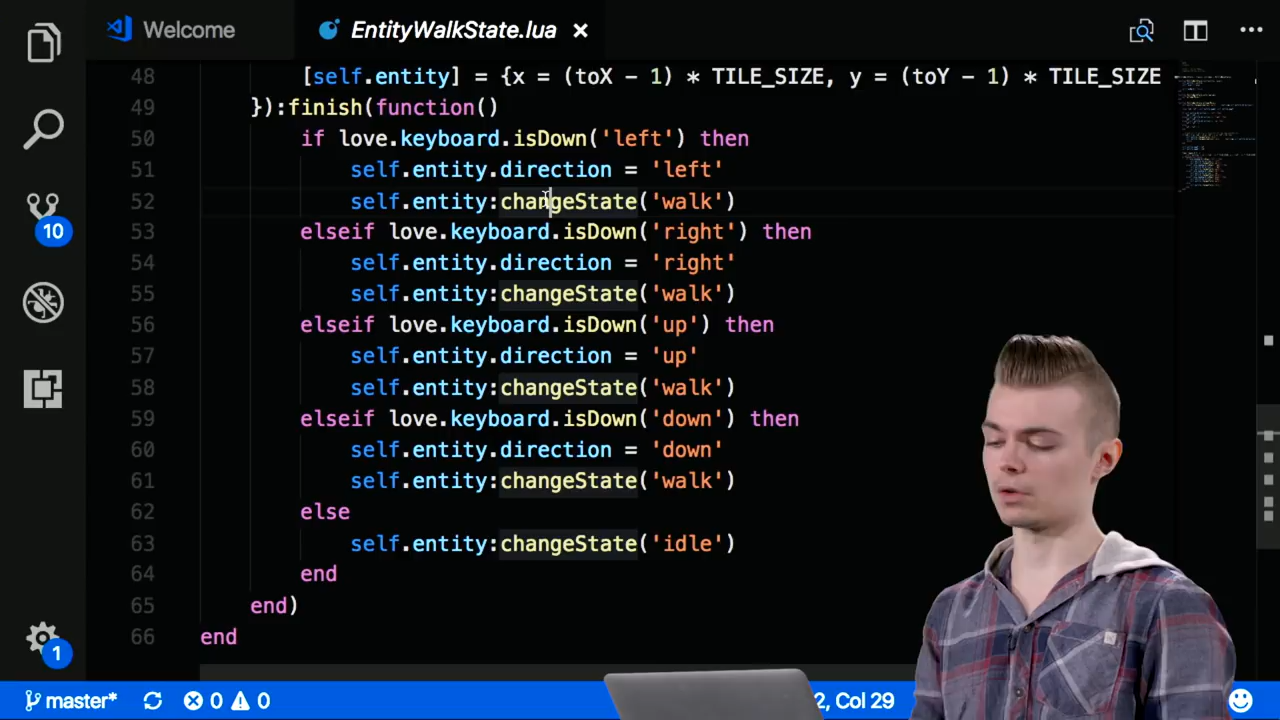 Welcome
EntityWalkState.lua ×
48 [self.entity] = {x = (toX - 1) * TILE_SIZE, y = (toY - 1) * TILE_SIZE
49 }):finish(function()
50 if love.keyboard.isDown('left') then
51 self.entity.direction = 'left'
52 self.entity:changeState('walk')
53 elseif love.keyboard.isDown('right') then
54 self.entity.direction = 'right'
55 self.entity:changeState('walk')
56 elseif love.keyboard.isDown('up') then
57 self.entity.direction = 'up'
58 self.entity:changeState('walk')
59 elseif love.keyboard.isDown('down') then
60 self.entity.direction = 'down'
61 self.entity:changeState('walk')
62 else
63 self.entity:changeState('idle')
64 end
65 end)
66 end
10
1
master* 0 0
2, Col 29